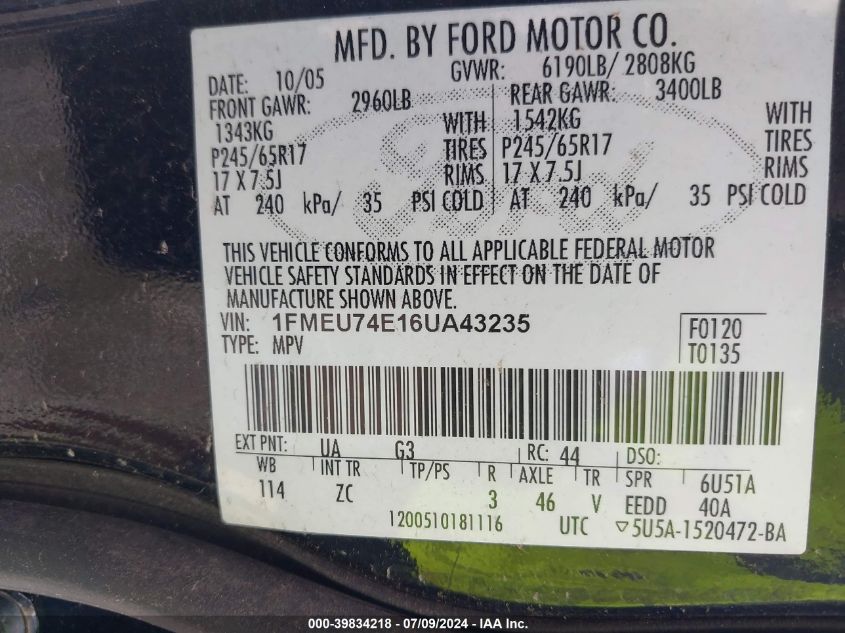 MFD. BY FORD MOTOR CO.
DATE: 10/05 GVWR: 6190LB/ 2808KG
FRONT GAWR: 2960LB REAR GAWR: 3400LB
1343KG WITH 1542KG WITH
P245/65R17 TIRES P245/65R17 TIRES
17 X 7.5J RIMS 17 X 7.5J RIMS
AT 240 kPa/ 35 PSI COLD AT 240 kPa/ 35 PSI COLD
THIS VEHICLE CONFORMS TO ALL APPLICABLE FEDERAL MOTOR
VEHICLE SAFETY STANDARDS IN EFFECT ON THE DATE OF
MANUFACTURE SHOWN ABOVE.
VIN: 1FMEU74E16UA43235 F0120
TYPE: MPV T0135
EXT PNT: UA G3 RC: 44 DSO:
WB INT TR TP/PS R AXLE TR SPR 6U51A
114 ZC 3 46 V EEDD 40A
1200510181116 UTC ▽5U5A-1520472-BA
000-39834218 - 07/09/2024 - IAA Inc.